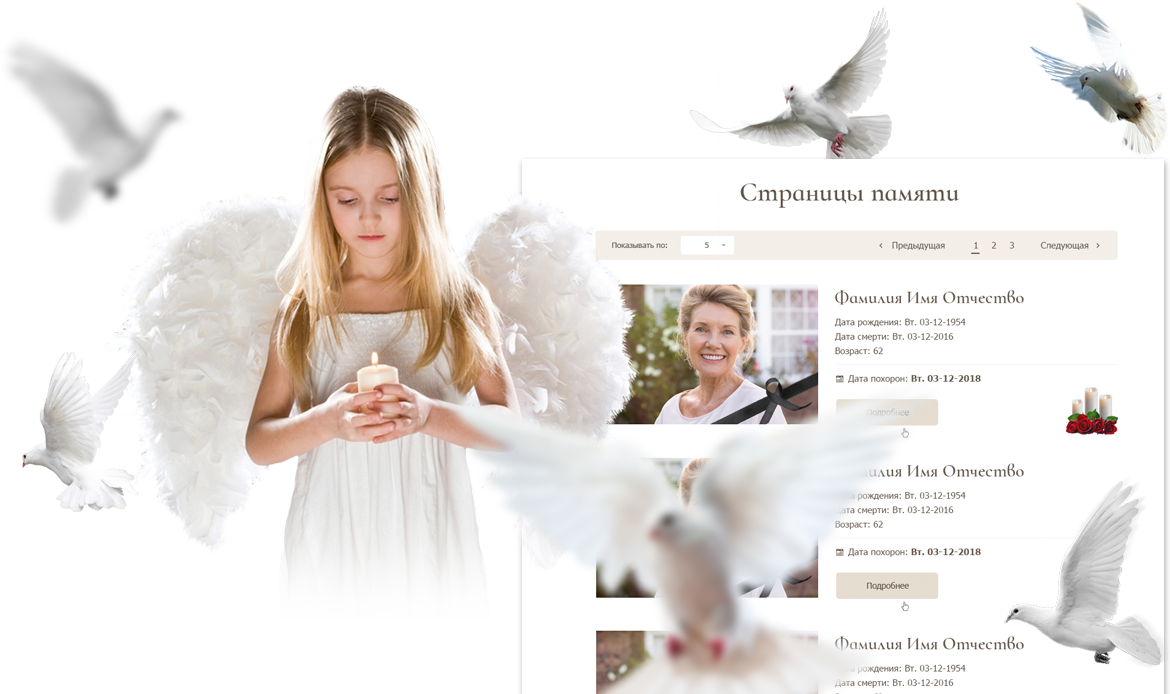 Страницы памяти
Показывать по: 5 Предыдущая 1 2 3 Следующая
Фамилия Имя Отчество
Дата рождения: Вт. 03-12-1954
Дата смерти: Вт. 03-12-2016
Возраст: 62
Дата похорон: Вт. 03-12-2018
Подробнее
Фамилия Имя Отчество
Дата рождения: Вт. 03-12-1954
Дата смерти: Вт. 03-12-2016
Возраст: 62
Дата похорон: Вт. 03-12-2018
Подробнее
Фамилия Имя Отчество
Дата рождения: Вт. 03-12-1954
Дата смерти: Вт. 03-12-2016